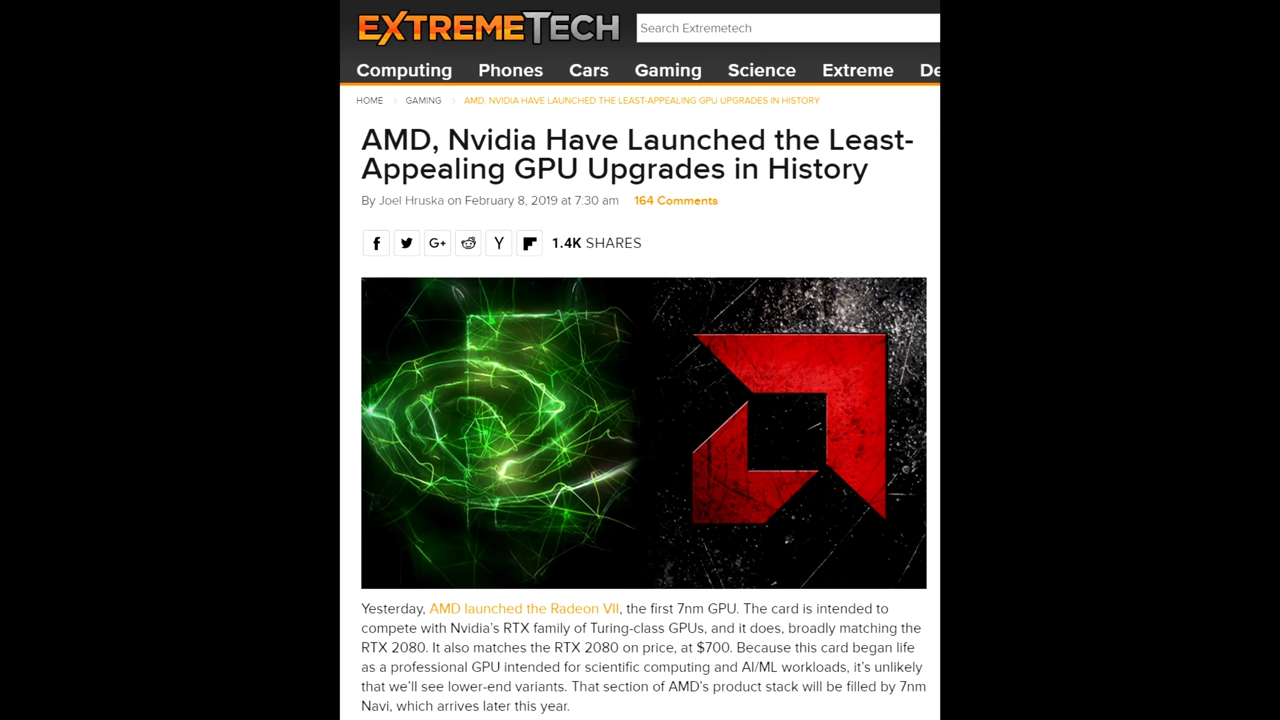 EXTREMETECH
Search Extremetech
Computing Phones Cars Gaming Science Extreme De
HOME > GAMING > AMD, NVIDIA HAVE LAUNCHED THE LEAST-APPEALING GPU UPGRADES IN HISTORY
AMD, Nvidia Have Launched the Least-
Appealing GPU Upgrades in History
By Joel Hruska on February 8, 2019 at 7:30 am 164 Comments
f G+ Y 1.4K SHARES
Yesterday, AMD launched the Radeon VII, the first 7nm GPU. The card is intended to
compete with Nvidia’s RTX family of Turing-class GPUs, and it does, broadly matching the
RTX 2080. It also matches the RTX 2080 on price, at $700. Because this card began life
as a professional GPU intended for scientific computing and AI/ML workloads, it’s unlikely
that we’ll see lower-end variants. That section of AMD’s product stack will be filled by 7nm
Navi, which arrives later this year.